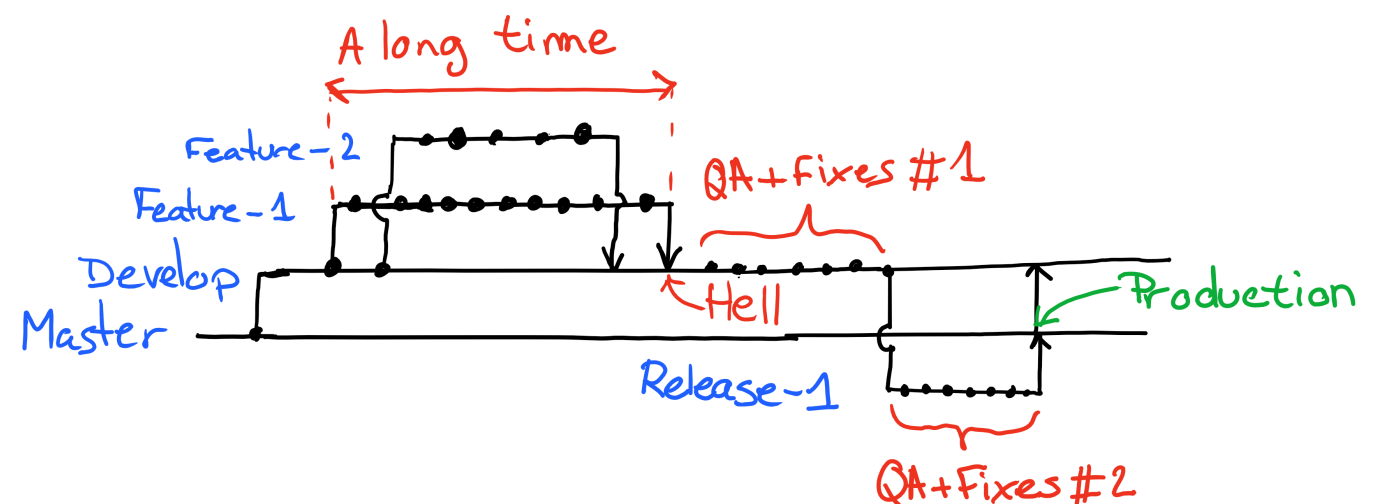 A long time
Feature-2
QA+Fixes #1
Feature-1
Develop
Hell
Production
Master
Release-1
QA+Fixes #2